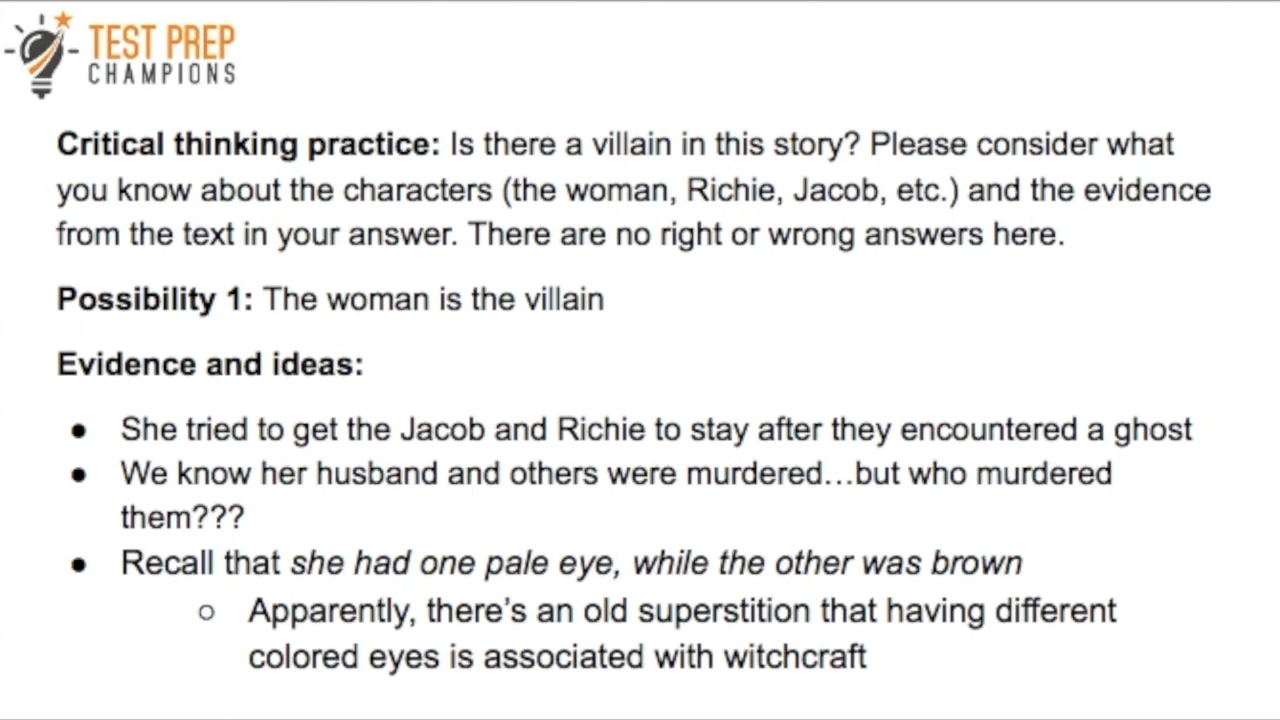 TEST PREP
CHAMPIONS
Critical thinking practice: Is there a villain in this story? Please consider what
you know about the characters (the woman, Richie, Jacob, etc.) and the evidence
from the text in your answer. There are no right or wrong answers here.
Possibility 1: The woman is the villain
Evidence and ideas:
● She tried to get the Jacob and Richie to stay after they encountered a ghost
● We know her husband and others were murdered…but who murdered
them???
● Recall that she had one pale eye, while the other was brown
○ Apparently, there’s an old superstition that having different
colored eyes is associated with witchcraft